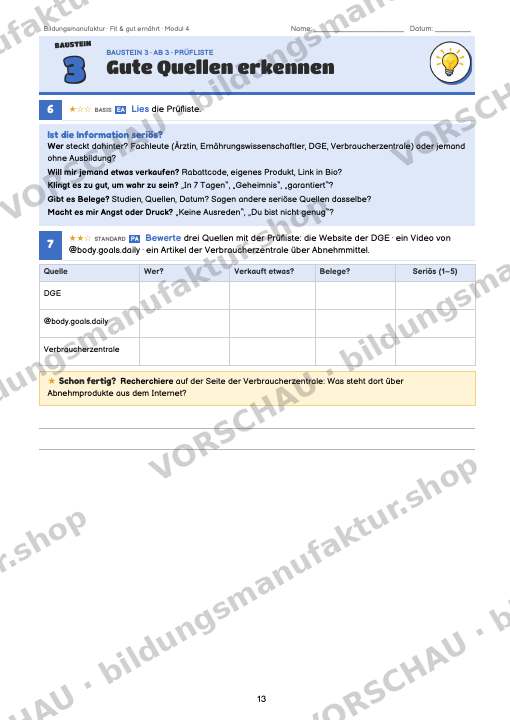 Bildungsmanufaktur · Fit & gut ernährt · Modul 4 Name: Datum:
BAUSTEIN
3
BAUSTEIN 3 · AB 3 · PRÜFLISTE
Gute Quellen erkennen
6 ★☆☆ BASIS EA Lies die Prüfliste.
Ist die Information seriös?
Wer steckt dahinter? Fachleute (Ärztin, Ernährungswissenschaftler, DGE, Verbraucherzentrale) oder jemand
ohne Ausbildung?
Will mir jemand etwas verkaufen? Rabattcode, eigenes Produkt, Link in Bio?
Klingt es zu gut, um wahr zu sein? „In 7 Tagen“, „Geheimnis“, „garantiert“?
Gibt es Belege? Studien, Quellen, Datum? Sagen andere seriöse Quellen dasselbe?
Macht es mir Angst oder Druck? „Keine Ausreden“, „Du bist nicht genug“?
7 ★★☆ STANDARD PA Bewerte drei Quellen mit der Prüfliste: die Website der DGE · ein Video von
@body.goals.daily · ein Artikel der Verbraucherzentrale über Abnehmmittel.
Quelle Wer? Verkauft etwas? Belege? Seriös (1–5)
DGE
@body.goals.daily
Verbraucherzentrale
★ Schon fertig? Recherchiere auf der Seite der Verbraucherzentrale: Was steht dort über
Abnehmprodukte aus dem Internet?
VORSCHAU · bildungsmanufaktur.shop
13